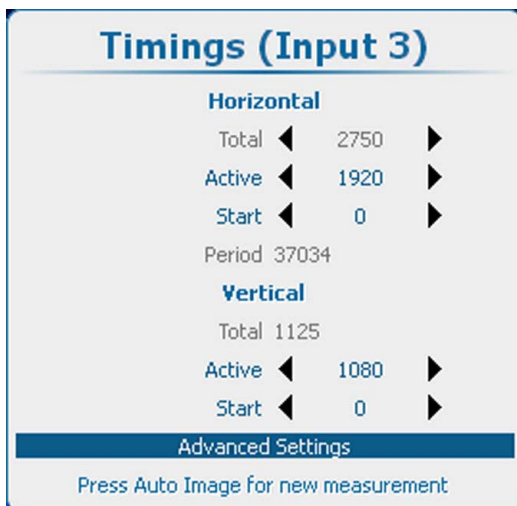 Timings (Input 3)
Horizontal
Total 2750
Active 1920
Start 0
Period 37034
Vertical
Total 1125
Active 1080
Start 0
Advanced Settings
Press Auto Image for new measurement